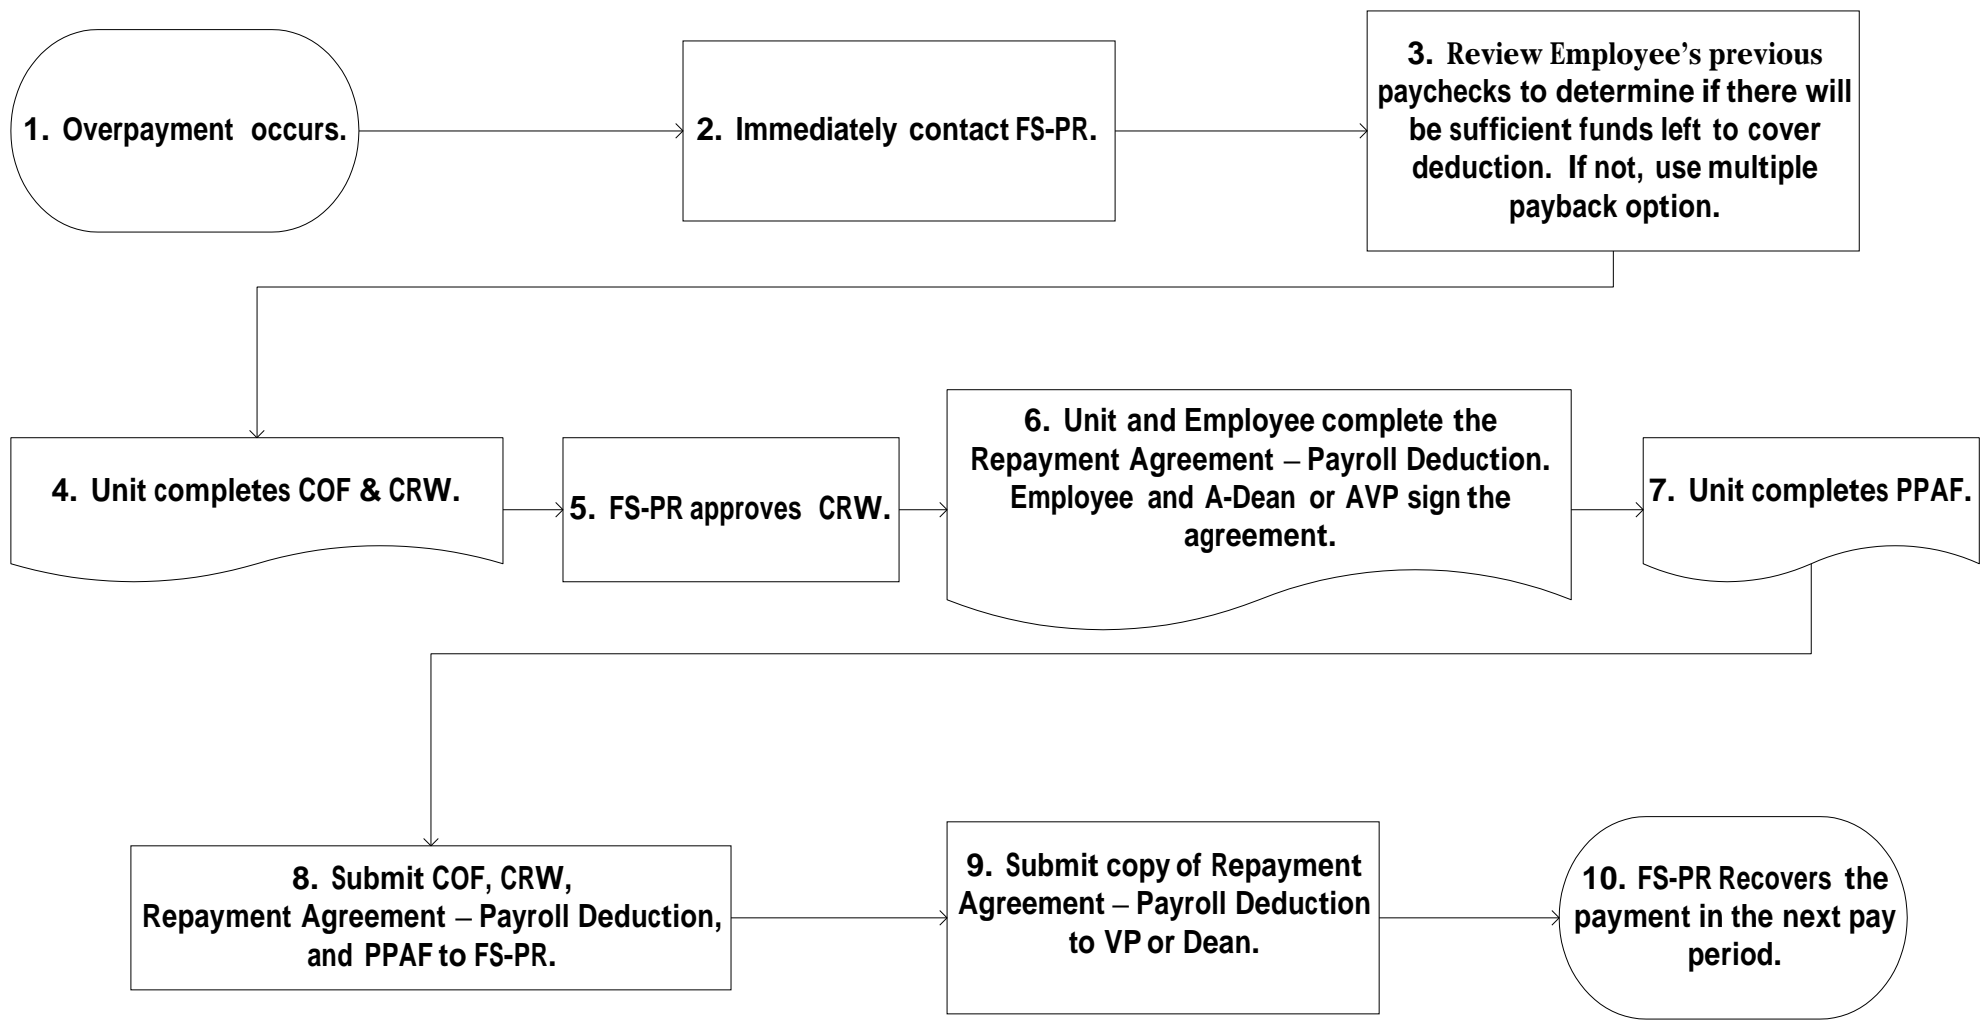 1. Overpayment occurs.
2. Immediately contact FS-PR.
3. Review Employee’s previous
paychecks to determine if there will
be sufficient funds left to cover
deduction. If not, use multiple
payback option.
4. Unit completes COF & CRW.
5. FS-PR approves CRW.
6. Unit and Employee complete the
Repayment Agreement – Payroll Deduction.
Employee and A-Dean or AVP sign the
agreement.
7. Unit completes PPAF.
8. Submit COF, CRW,
Repayment Agreement – Payroll Deduction,
and PPAF to FS-PR.
9. Submit copy of Repayment
Agreement – Payroll Deduction
to VP or Dean.
10. FS-PR Recovers the
payment in the next pay
period.